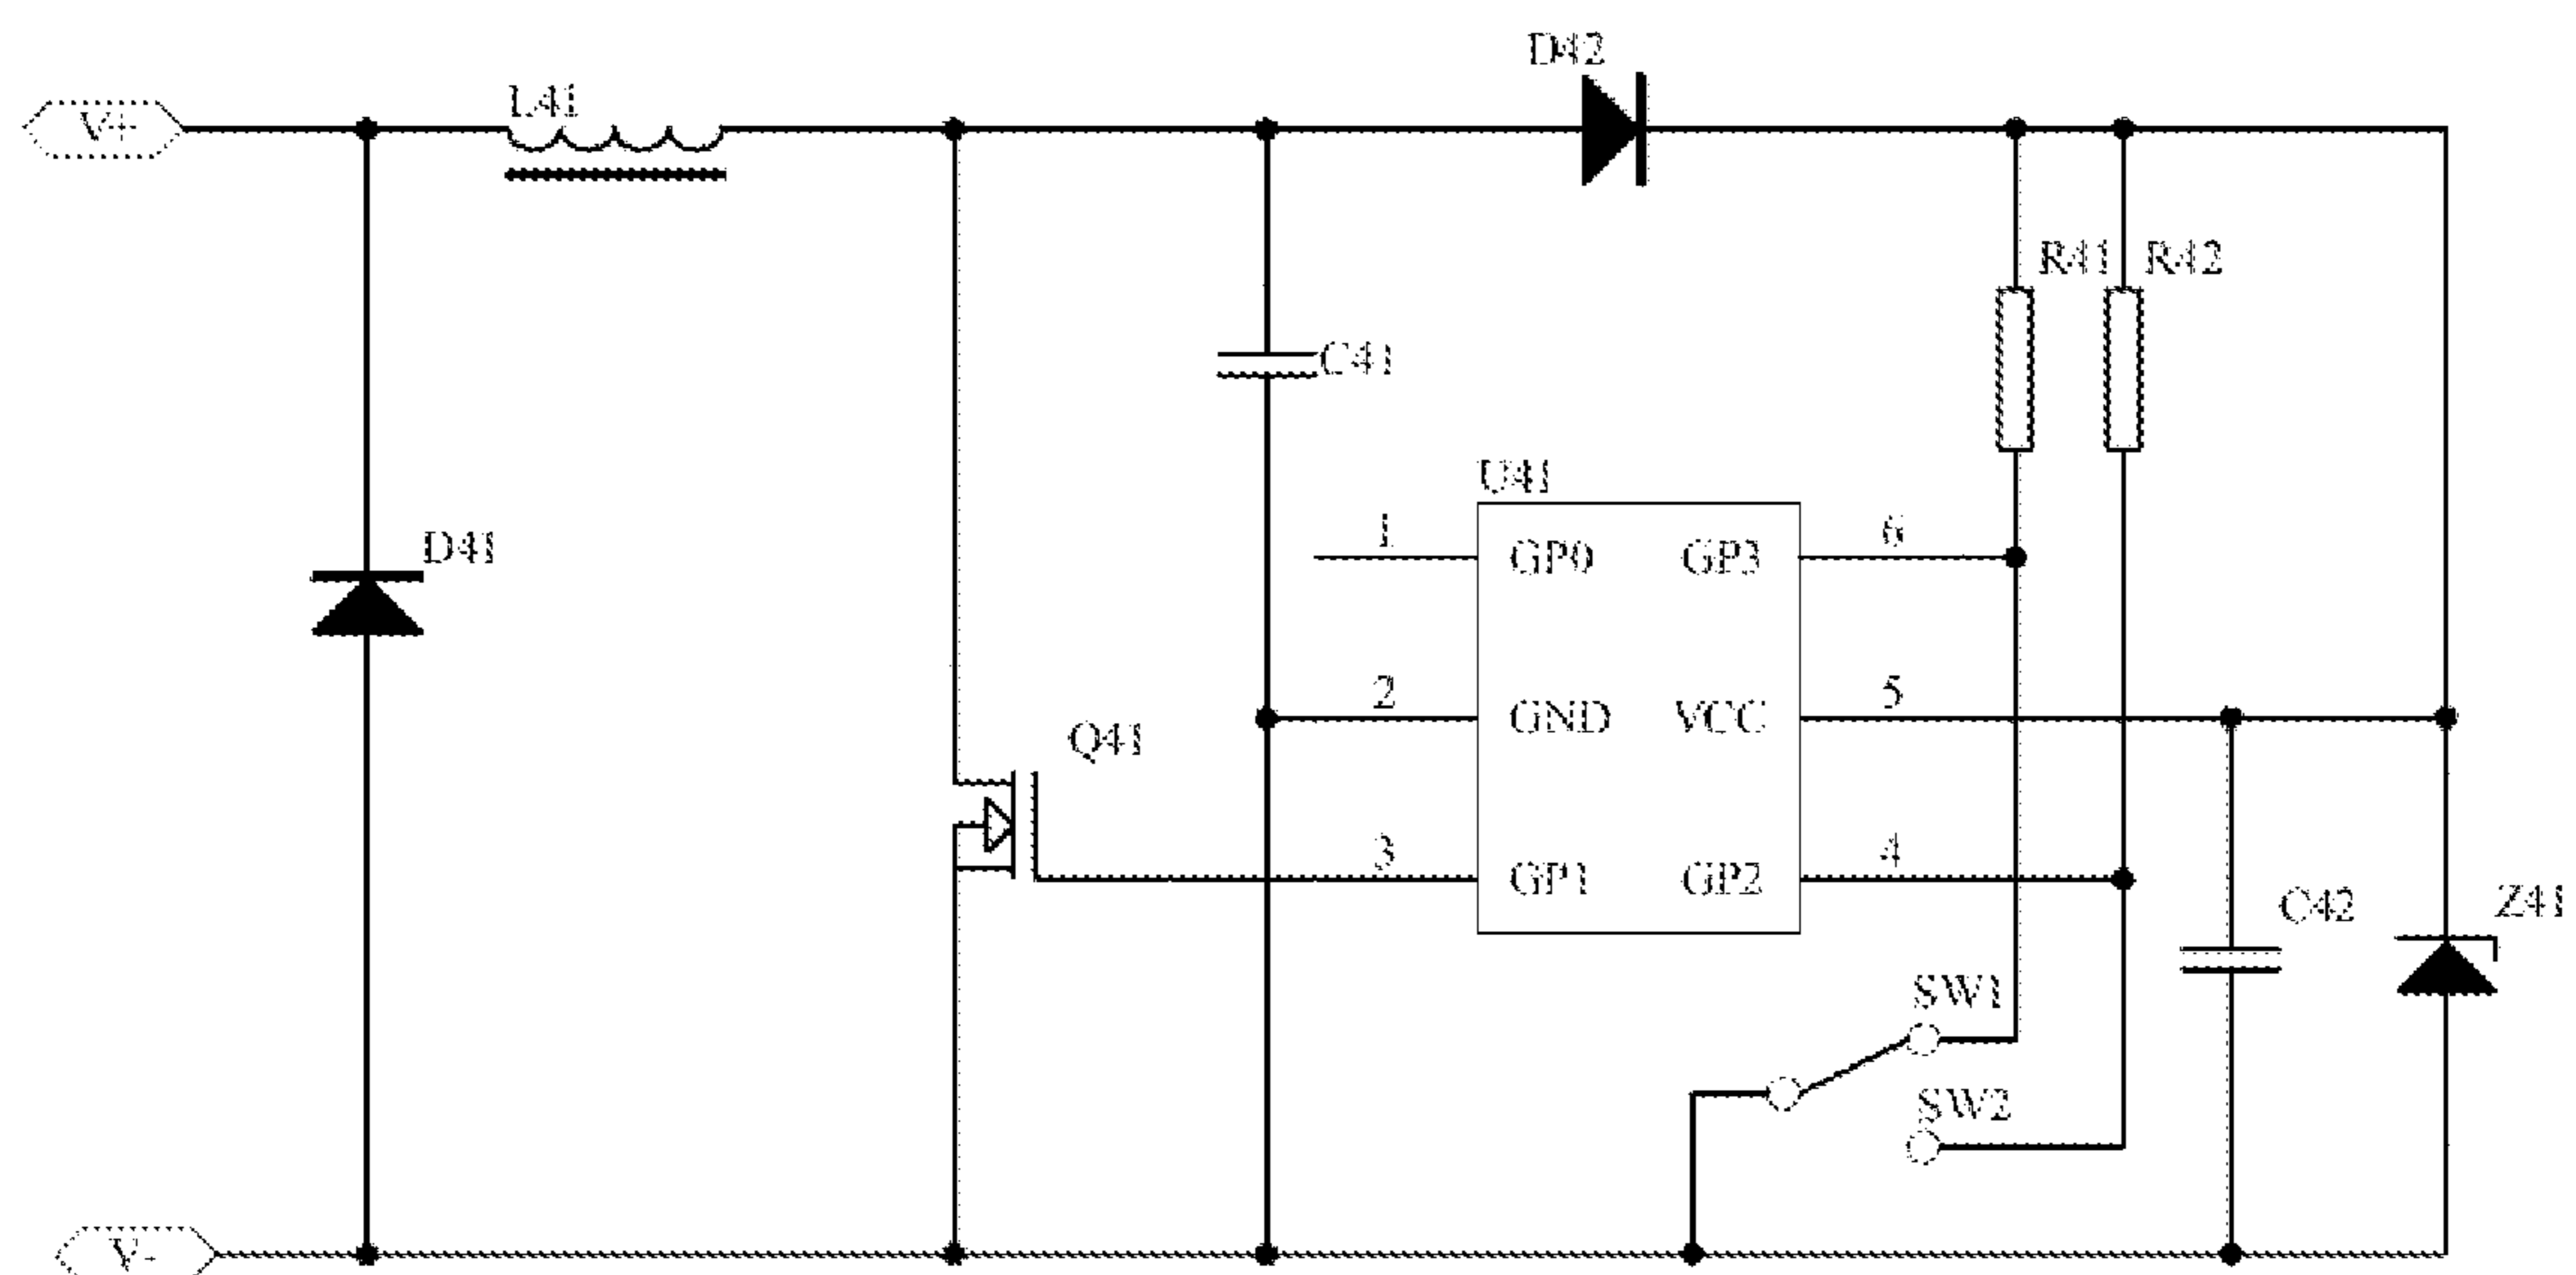 D42
V+
L41
R41 R42
C41
U41
1 GP0 GP3 6
D41
2 GND VCC 5
Q41
3 GP1 GP2 4
C42 Z41
SW1
SW2
V-